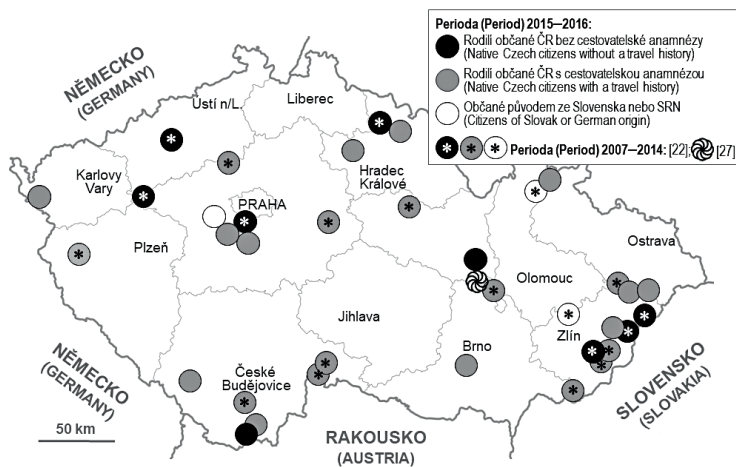 Perioda (Period) 2015—2016:
Rodilí občané ČR bez cestovatelské anamnézy
(Native Czech citizens without a travel history)
Rodilí občané ČR s cestovatelskou anamnézou
(Native Czech citizens with a travel history)
Občané původem ze Slovenska nebo SRN
(Citizens of Slovak or German origin)
Perioda (Period) 2007—2014: [22]; [27]
NĚMECKO
(GERMANY)
Ústí n/L.
Liberec
Karlovy
Vary
Hradec
Králové
PRAHA
Plzeň
Ostrava
Olomouc
Jihlava
Zlín
Brno
České
Budějovice
NĚMECKO
(GERMANY)
SLOVENSKO
(SLOVAKIA)
50 km
RAKOUSKO
(AUSTRIA)